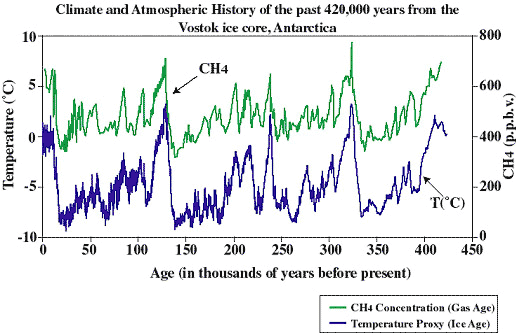 Climate and Atmospheric History of the past 420,000 years from the
Vostok ice core, Antarctica
10
5
0
-5
-10
Temperature (°C)
CH4
T(°C)
800
600
400
200
0
CH4 (p.p.b.v.)
0 50 100 150 200 250 300 350 400 450
Age (in thousands of years before present)
CH4 Concentration (Gas Age)
Temperature Proxy (Ice Age)